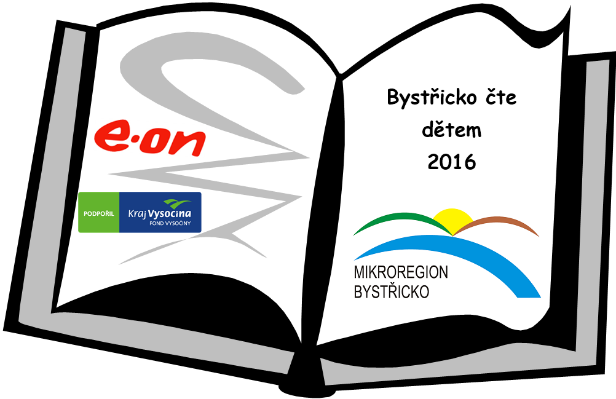 e·on
PODPOŘIL
Kraj Vysočina
FOND VYSOČINY
Bystřicko čte
dětem
2016
MIKROREGION
BYSTŘICKO